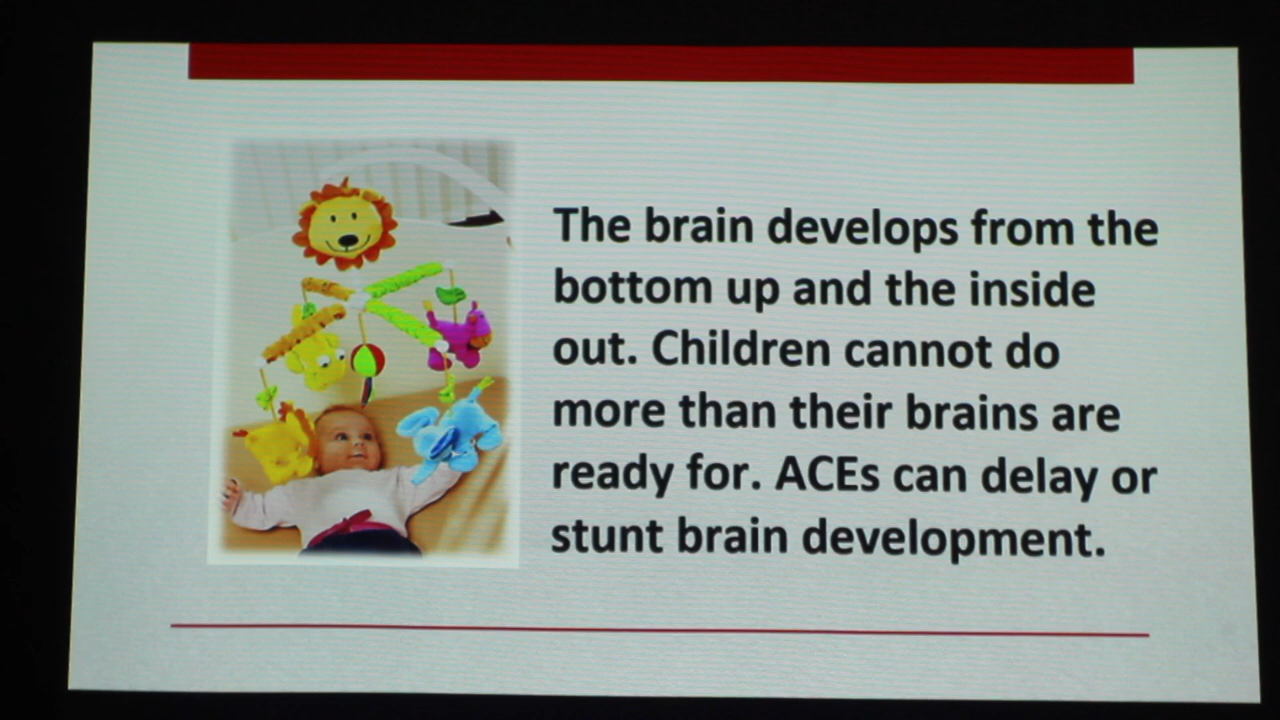 The brain develops from the
bottom up and the inside
out. Children cannot do
more than their brains are
ready for. ACEs can delay or
stunt brain development.